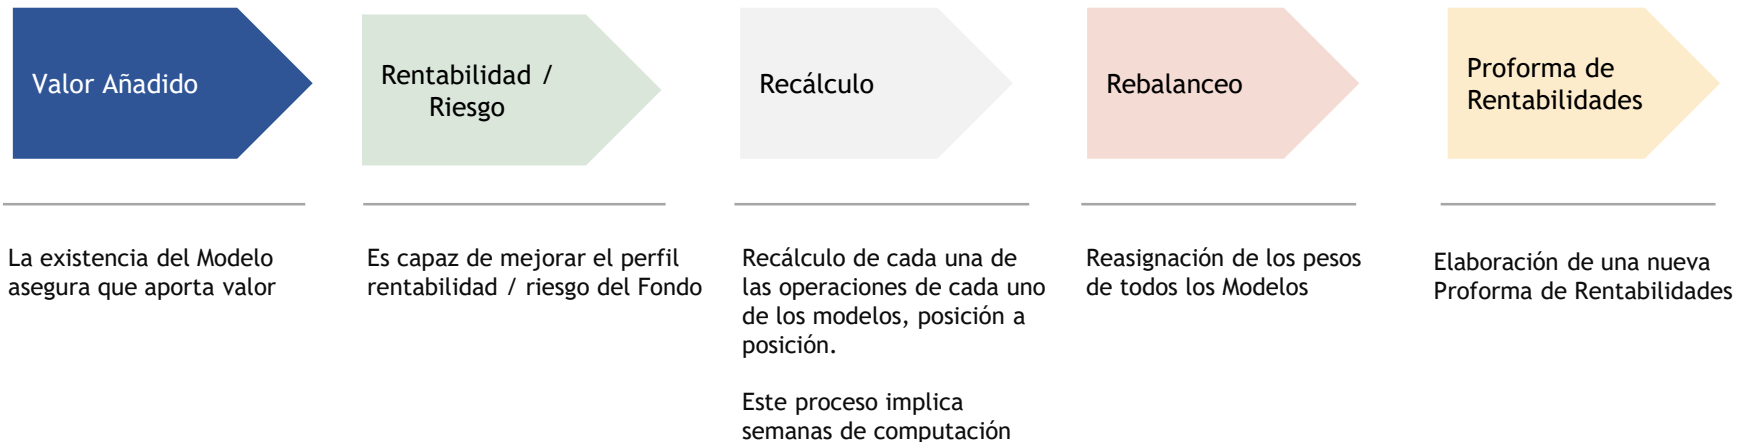 Valor Añadido
Rentabilidad /
Riesgo
Recálculo
Rebalanceo
Proforma de
Rentabilidades
La existencia del Modelo
asegura que aporta valor
Es capaz de mejorar el perfil
rentabilidad / riesgo del Fondo
Recálculo de cada una de
las operaciones de cada uno
de los modelos, posición a
posición.
Este proceso implica
semanas de computación
Reasignación de los pesos
de todos los Modelos
Elaboración de una nueva
Proforma de Rentabilidades